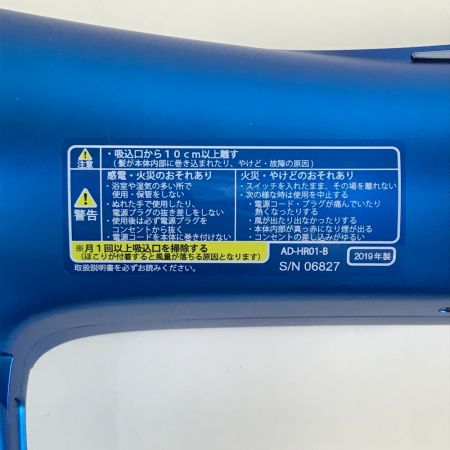 注意
・吸込口から10cm以上離す
(髪が本体内部に巻き込まれたり、やけど・故障の原因)
警告
感電・火災のおそれあり
・浴室や湿気の多い所で
使用・保管をしない
・ぬれた手で使用したり、
電源プラグの抜き差しをしない
・使用後は必ず電源プラグを
コンセントから抜く
・電源コードを本体に巻き付けない
火災・やけどのおそれあり
・スイッチを入れたまま、その場を離れない
・次の様な時は使用を中止する
・電源コード・プラグが痛んでいたり
熱くなったりする
・風が出たり出なかったりする
・本体内部が真っ赤になり煙が出る
・コンセントの差し込みがゆるい
※月1回以上吸込口を掃除する
(ほこりが付着すると風量が落ちる原因となります)
取扱説明書を必ずお読みください。
AD-HR01-B
S/N 06827
2019年製